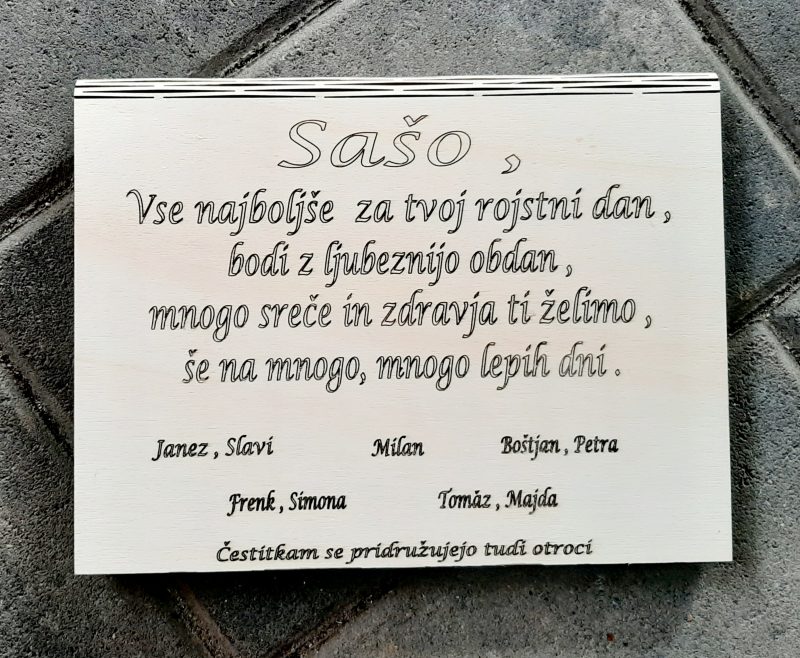 Sašo ,
Vse najboljše za tvoj rojstni dan ,
bodi z ljubeznijo obdan ,
mnogo sreče in zdravja ti želimo ,
še na mnogo, mnogo lepih dni .
Janez , Slavi Milan Boštjan , Petra
Frenk , Simona Tomáz , Majda
Čestitkam se pridružujejo tudi otroci